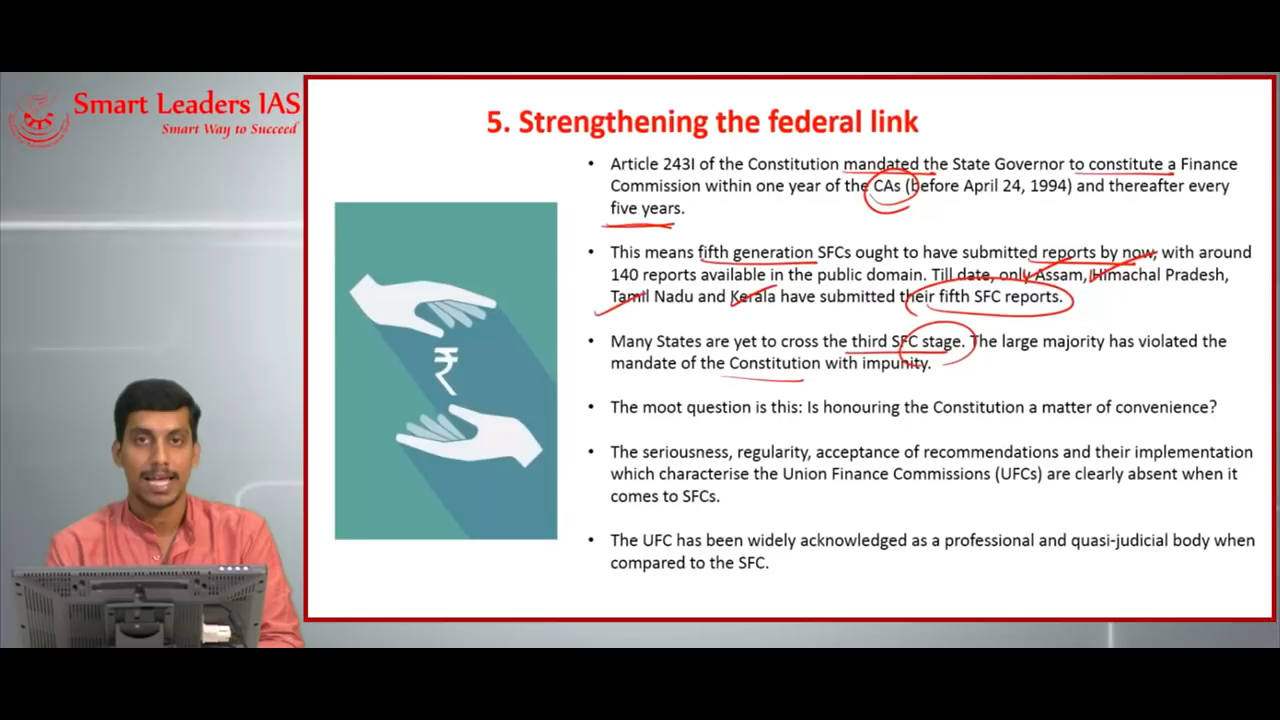 Smart Leaders IAS
Smart Way to Succeed
5. Strengthening the federal link
• Article 243I of the Constitution mandated the State Governor to constitute a Finance
Commission within one year of the CAs (before April 24, 1994) and thereafter every
five years.
• This means fifth generation SFCs ought to have submitted reports by now, with around
140 reports available in the public domain. Till date, only Assam, Himachal Pradesh,
Tamil Nadu and Kerala have submitted their fifth SFC reports.
• Many States are yet to cross the third SFC stage. The large majority has violated the
mandate of the Constitution with impunity.
• The moot question is this: Is honouring the Constitution a matter of convenience?
• The seriousness, regularity, acceptance of recommendations and their implementation
which characterise the Union Finance Commissions (UFCs) are clearly absent when it
comes to SFCs.
• The UFC has been widely acknowledged as a professional and quasi-judicial body when
compared to the SFC.
₹